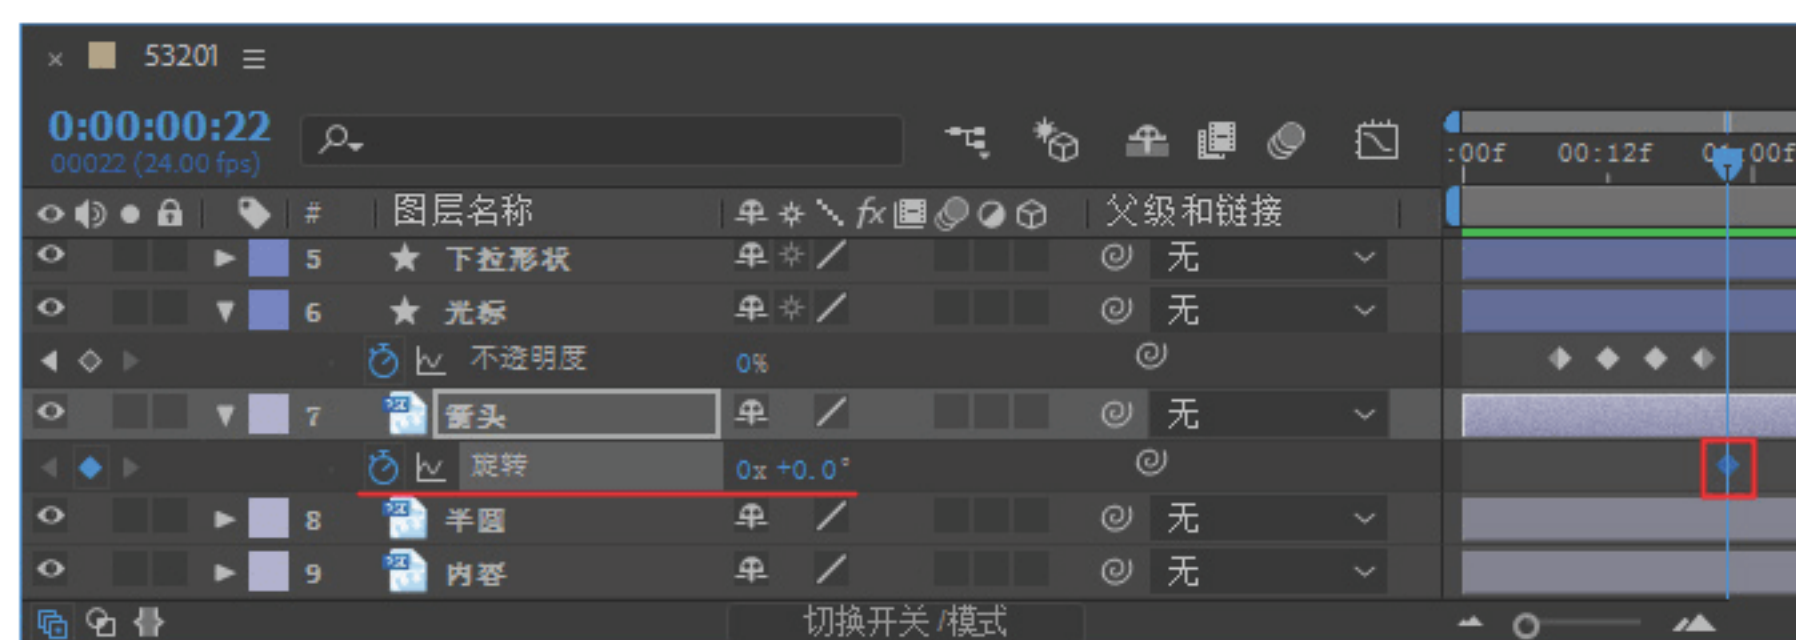 53201
0:00:00:22
00022 (24.00 fps)
:00f 00:12f 01:00f
# 图层名称 fx 父级和链接
5 下拉形状 无
6 光标 无
不透明度 0%
7 箭头 无
旋转 0x +0.0°
8 半圆 无
9 内容 无
切换开关 /模式